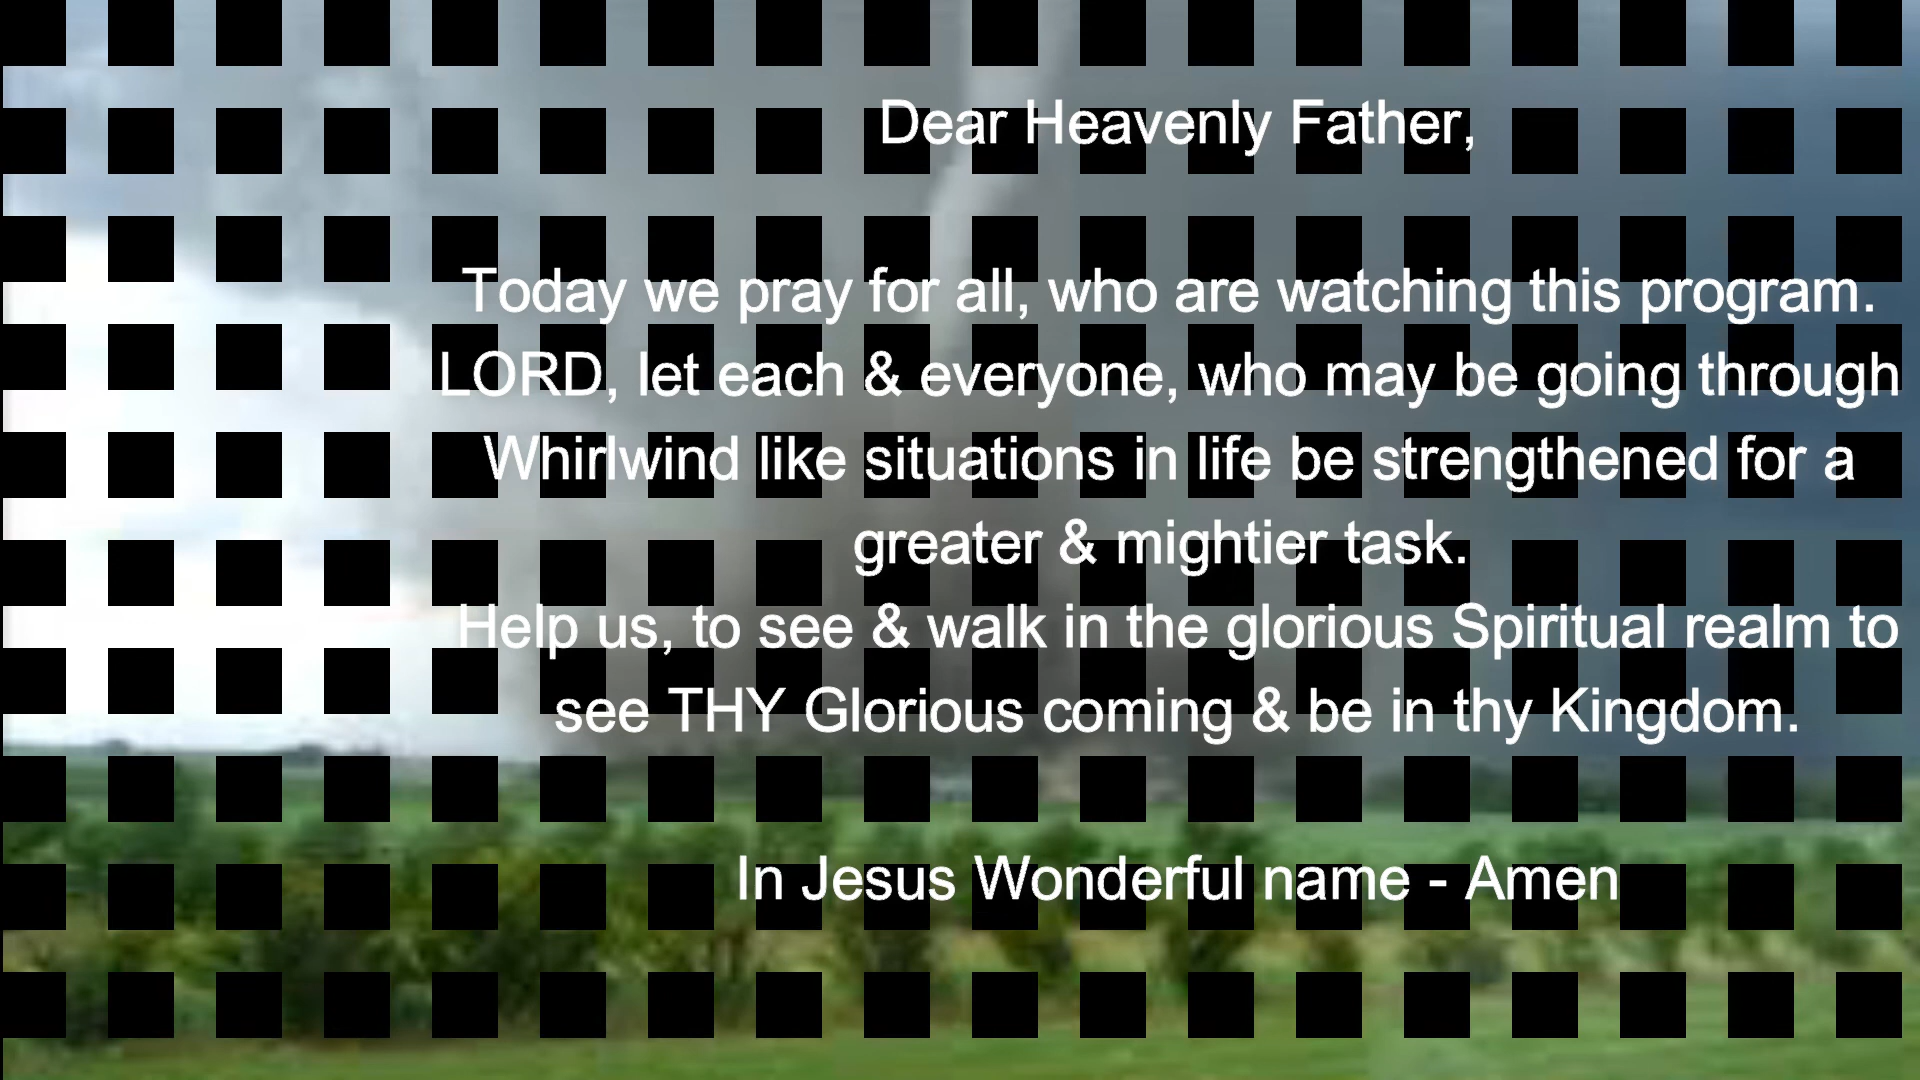 Dear Heavenly Father,
Today we pray for all, who are watching this program.
LORD, let each & everyone, who may be going through
Whirlwind like situations in life be strengthened for a
greater & mightier task.
Help us, to see & walk in the glorious Spiritual realm to
see THY Glorious coming & be in thy Kingdom.
In Jesus Wonderful name - Amen